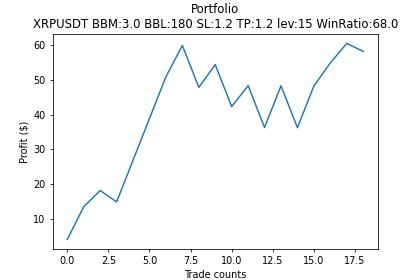 Portfolio
XRPUSDT BBM:3.0 BBL:180 SL:1.2 TP:1.2 lev:15 WinRatio:68.0
60
50
40
30
20
10
Profit ($)
0.0 2.5 5.0 7.5 10.0 12.5 15.0 17.5
Trade counts